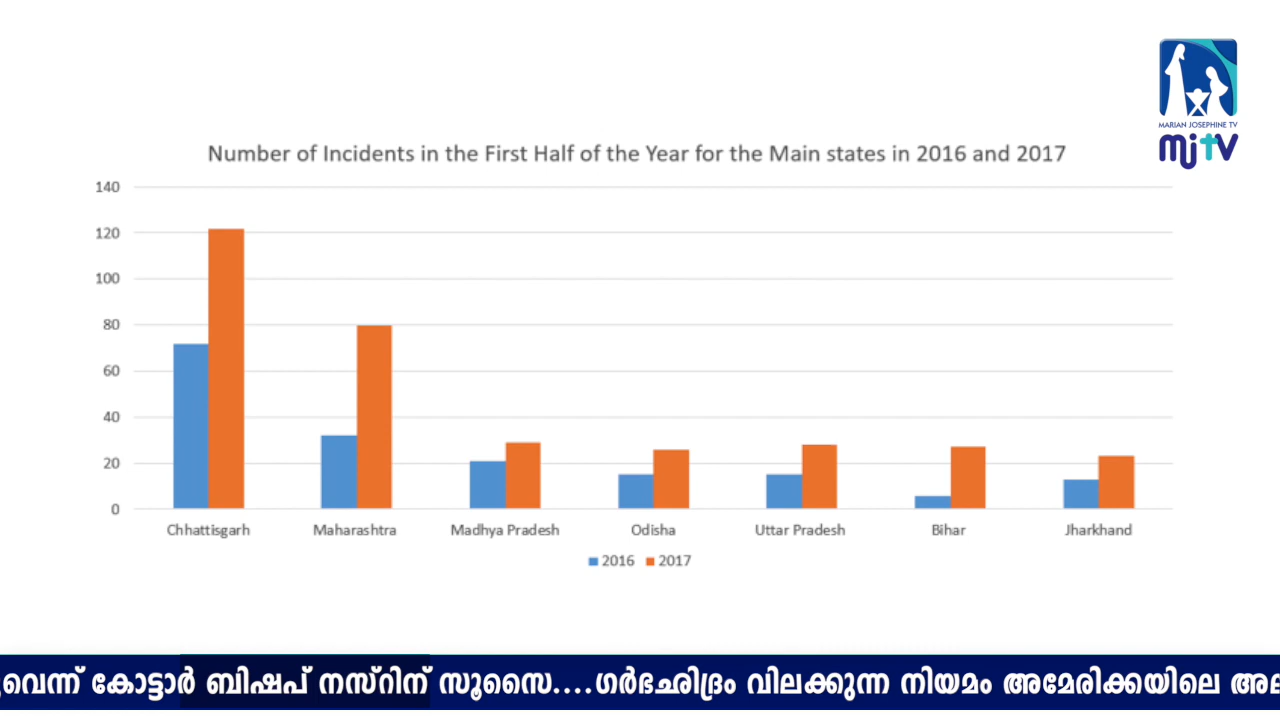 MARIAN JOSEPHINE TV
mjtv
Number of Incidents in the First Half of the Year for the Main states in 2016 and 2017
140
120
100
80
60
40
20
0
Chhattisgarh Maharashtra Madhya Pradesh Odisha Uttar Pradesh Bihar Jharkhand
2016 2017
കോട്ടാർ ബിഷപ് നസ്റിന് സൂസൈ....ഗർഭഛിദ്രം വിലക്കുന്ന നിയമം അമേരിക്കയിലെ